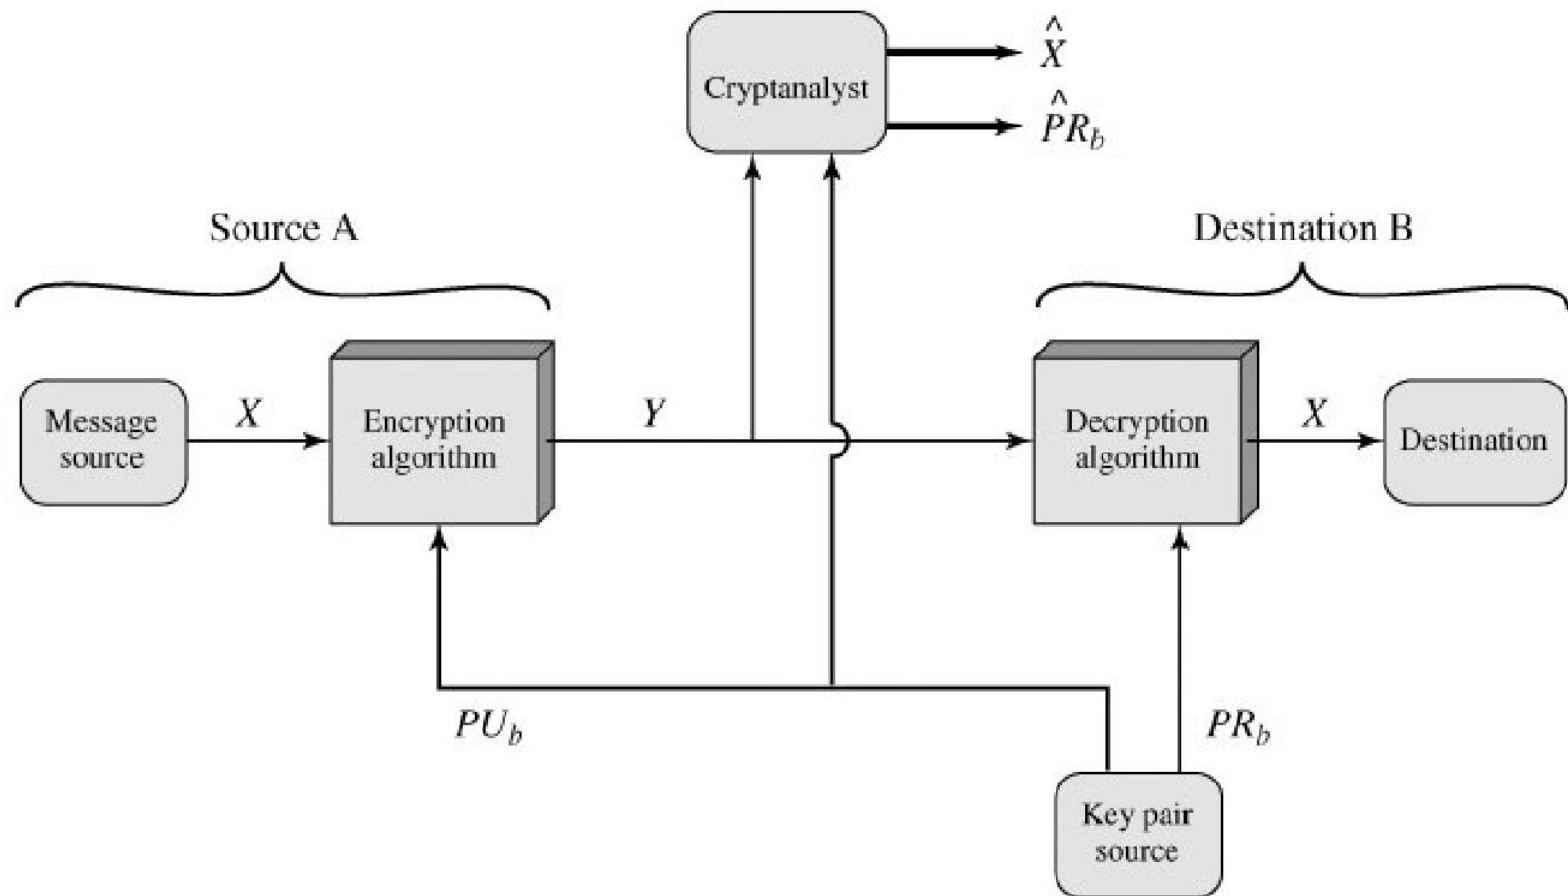 X̂
Cryptanalyst
P̂R_b
Source A
Destination B
Message
source
X
Encryption
algorithm
Y
Decryption
algorithm
X
Destination
PU_b
PR_b
Key pair
source